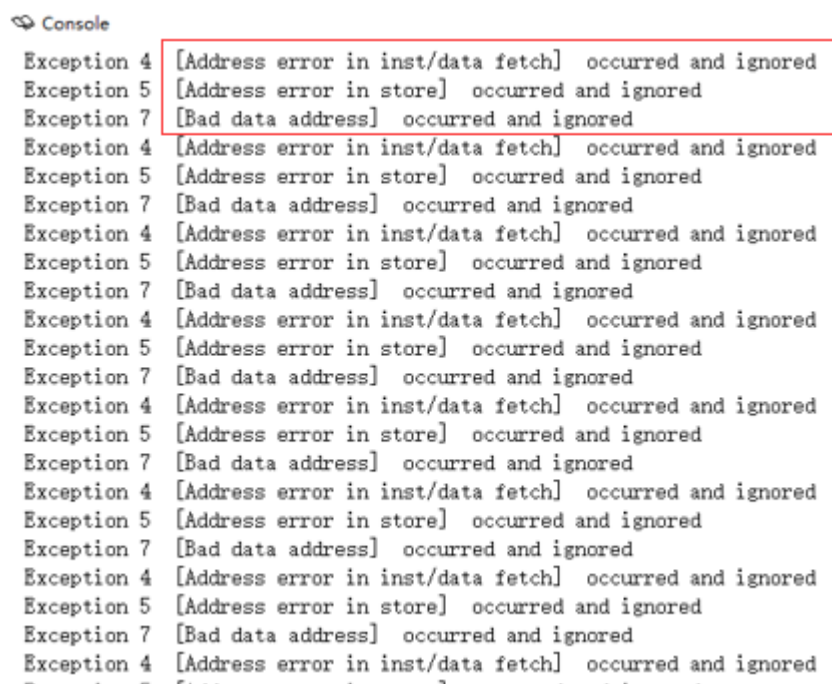 Console
Exception 4 [Address error in inst/data fetch] occurred and ignored
Exception 5 [Address error in store] occurred and ignored
Exception 7 [Bad data address] occurred and ignored
Exception 4 [Address error in inst/data fetch] occurred and ignored
Exception 5 [Address error in store] occurred and ignored
Exception 7 [Bad data address] occurred and ignored
Exception 4 [Address error in inst/data fetch] occurred and ignored
Exception 5 [Address error in store] occurred and ignored
Exception 7 [Bad data address] occurred and ignored
Exception 4 [Address error in inst/data fetch] occurred and ignored
Exception 5 [Address error in store] occurred and ignored
Exception 7 [Bad data address] occurred and ignored
Exception 4 [Address error in inst/data fetch] occurred and ignored
Exception 5 [Address error in store] occurred and ignored
Exception 7 [Bad data address] occurred and ignored
Exception 4 [Address error in inst/data fetch] occurred and ignored
Exception 5 [Address error in store] occurred and ignored
Exception 7 [Bad data address] occurred and ignored
Exception 4 [Address error in inst/data fetch] occurred and ignored
Exception 5 [Address error in store] occurred and ignored
Exception 7 [Bad data address] occurred and ignored
Exception 4 [Address error in inst/data fetch] occurred and ignored